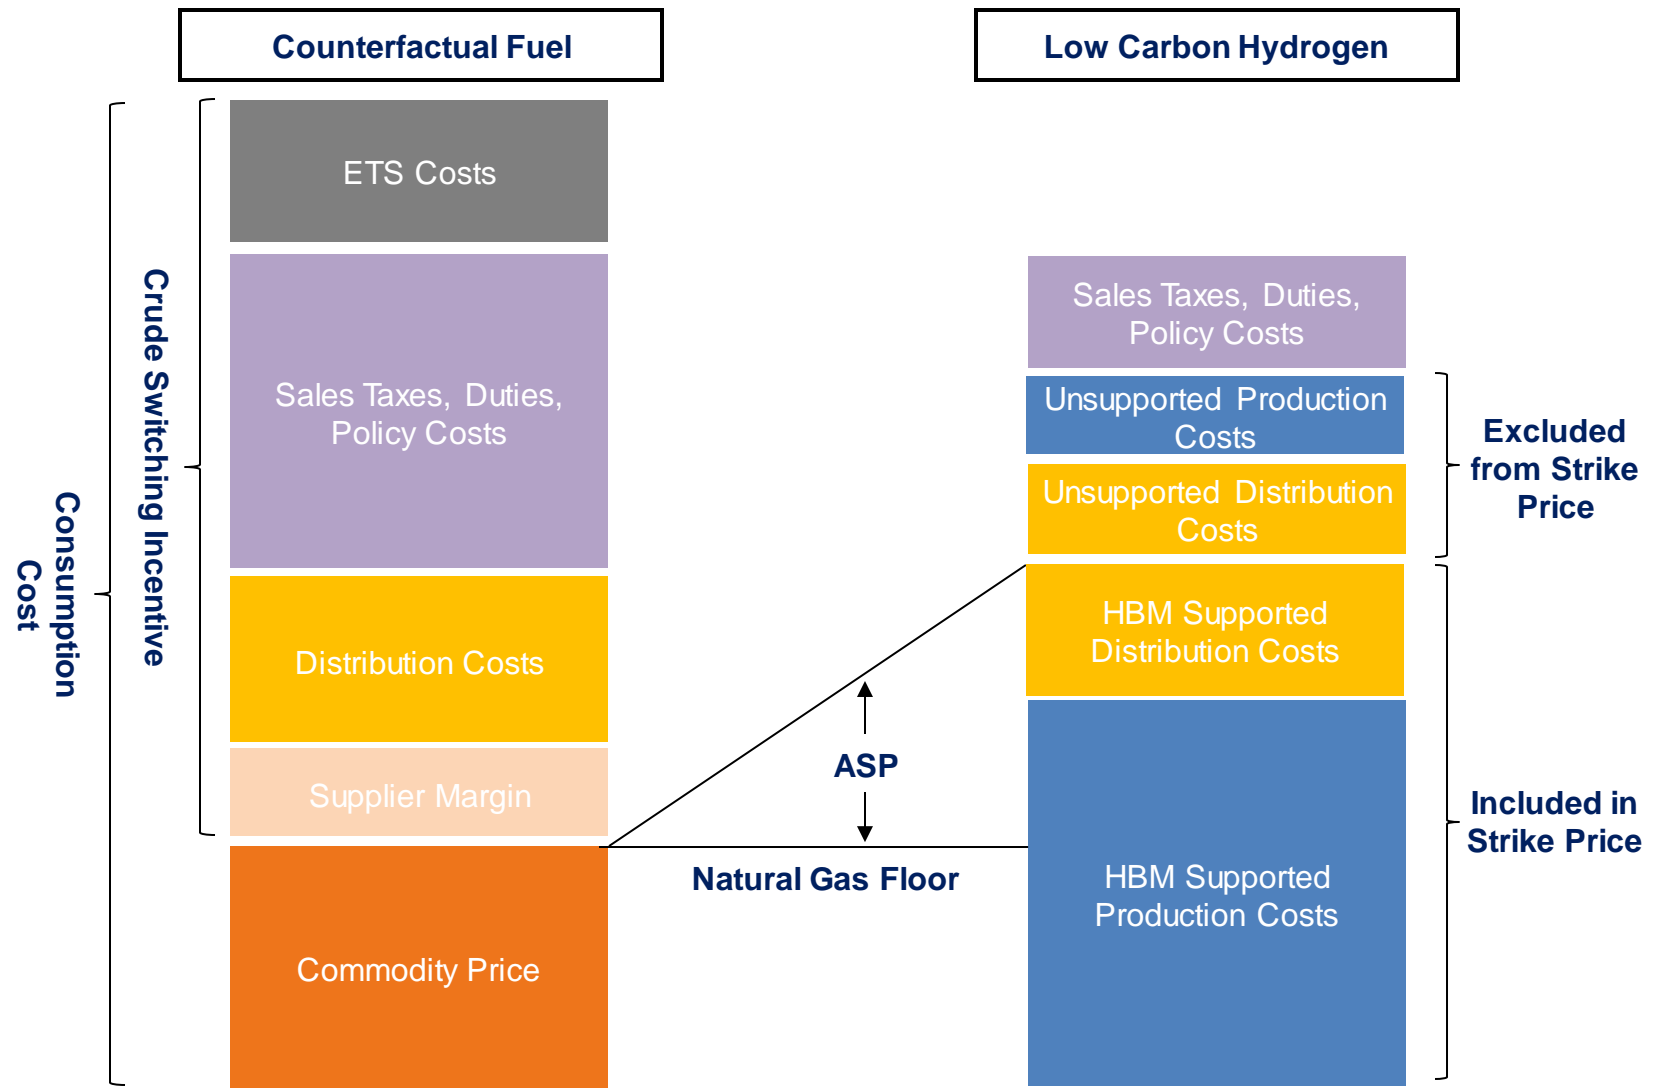 Counterfactual Fuel
Low Carbon Hydrogen
Consumption
Cost
Crude Switching Incentive
ETS Costs
Sales Taxes, Duties,
Policy Costs
Distribution Costs
Supplier Margin
Commodity Price
ASP
Natural Gas Floor
Sales Taxes, Duties,
Policy Costs
Unsupported Production
Costs
Unsupported Distribution
Costs
HBM Supported
Distribution Costs
HBM Supported
Production Costs
Excluded
from Strike
Price
Included in
Strike Price